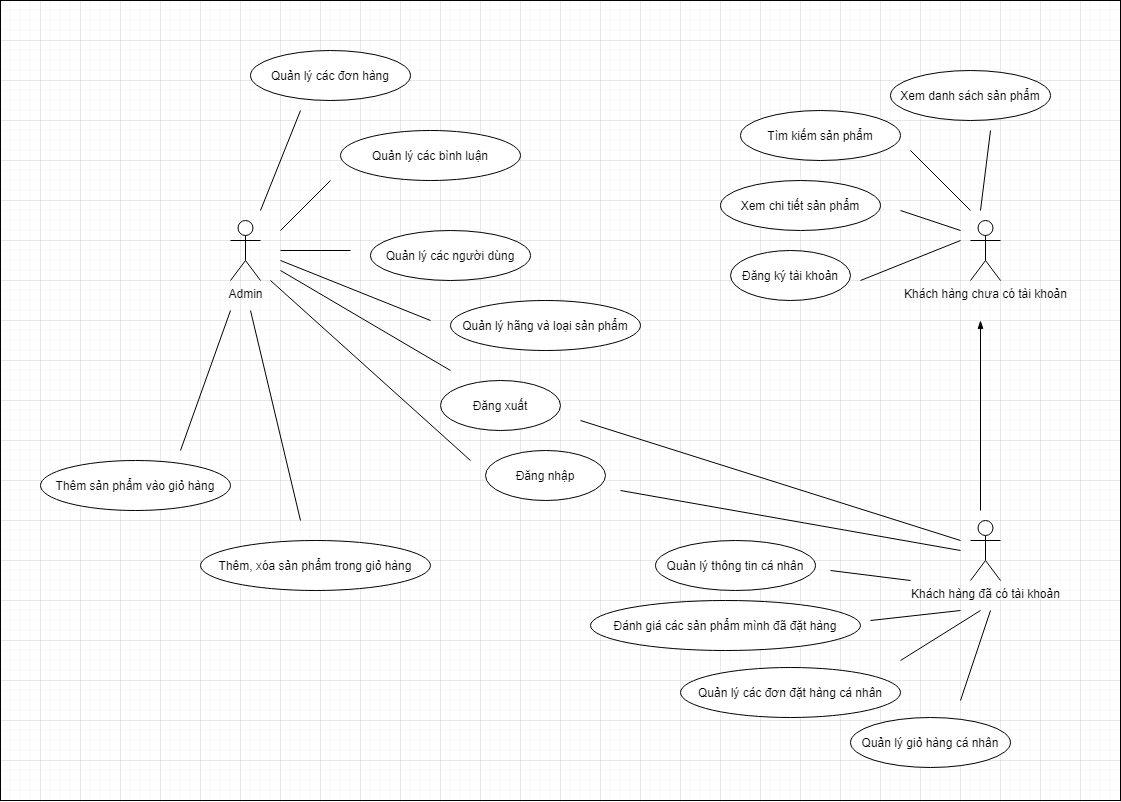 Quản lý các đơn hàng
Xem danh sách sản phẩm
Tìm kiếm sản phẩm
Quản lý các bình luận
Xem chi tiết sản phẩm
Quản lý các người dùng
Đăng ký tài khoản
Admin
Khách hàng chưa có tài khoản
Quản lý hãng và loại sản phẩm
Đăng xuất
Đăng nhập
Thêm sản phẩm vào giỏ hàng
Thêm, xóa sản phẩm trong giỏ hàng
Quản lý thông tin cá nhân
Khách hàng đã có tài khoản
Đánh giá các sản phẩm mình đã đặt hàng
Quản lý các đơn đặt hàng cá nhân
Quản lý giỏ hàng cá nhân